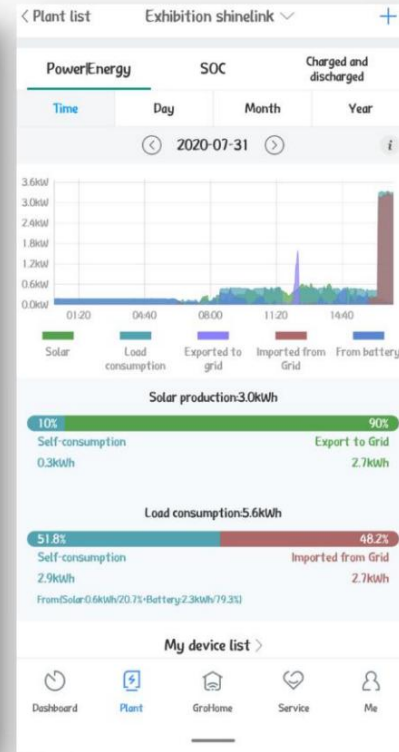 < Plant list Exhibition shinelink
Power/Energy SOC Charged and discharged
Time Day Month Year
2020-07-31 i
3.6kW
3.0kW
2.4kW
1.8kW
1.2kW
0.6kW
0.0kW
01:20 04:40 08:00 11:20 14:40
Solar Load consumption Exported to grid Imported from Grid From battery
Solar production:3.0kWh
10% 90%
Self-consumption Export to Grid
0.3kWh 2.7kWh
Load consumption:5.6kWh
51.8% 48.2%
Self-consumption Imported from Grid
2.9kWh 2.7kWh
From(Solar:0.6kWh/20.7%+Battery:2.3kWh/79.3%)
My device list >
Dashboard Plant GroHome Service Me